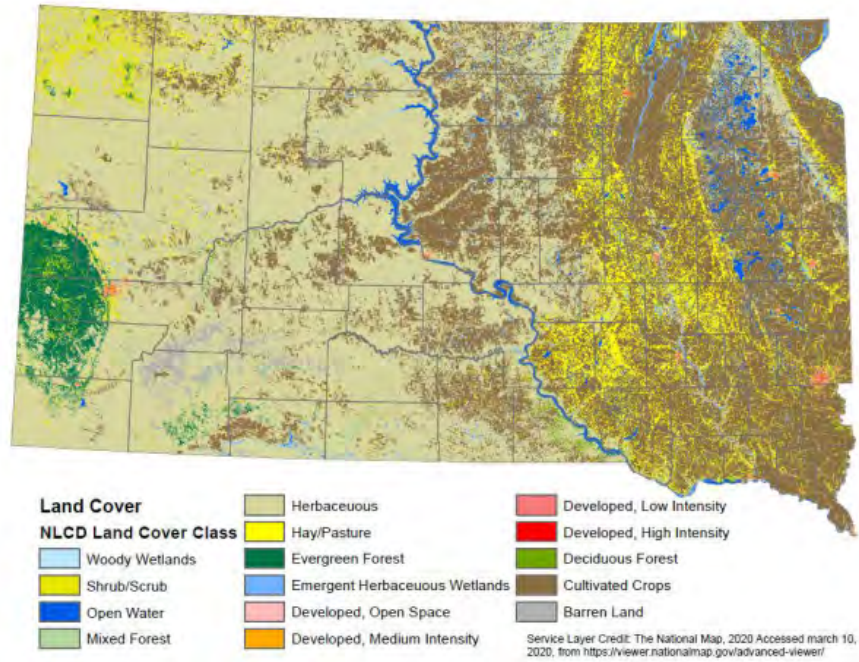 Land Cover
NLCD Land Cover Class
Woody Wetlands
Shrub/Scrub
Open Water
Mixed Forest
Herbaceuous
Hay/Pasture
Evergreen Forest
Emergent Herbaceuous Wetlands
Developed, Open Space
Developed, Medium Intensity
Developed, Low Intensity
Developed, High Intensity
Deciduous Forest
Cultivated Crops
Barren Land
Service Layer Credit: The National Map, 2020 Accessed march 10,
2020, from https://viewer.nationalmap.gov/advanced-viewer/